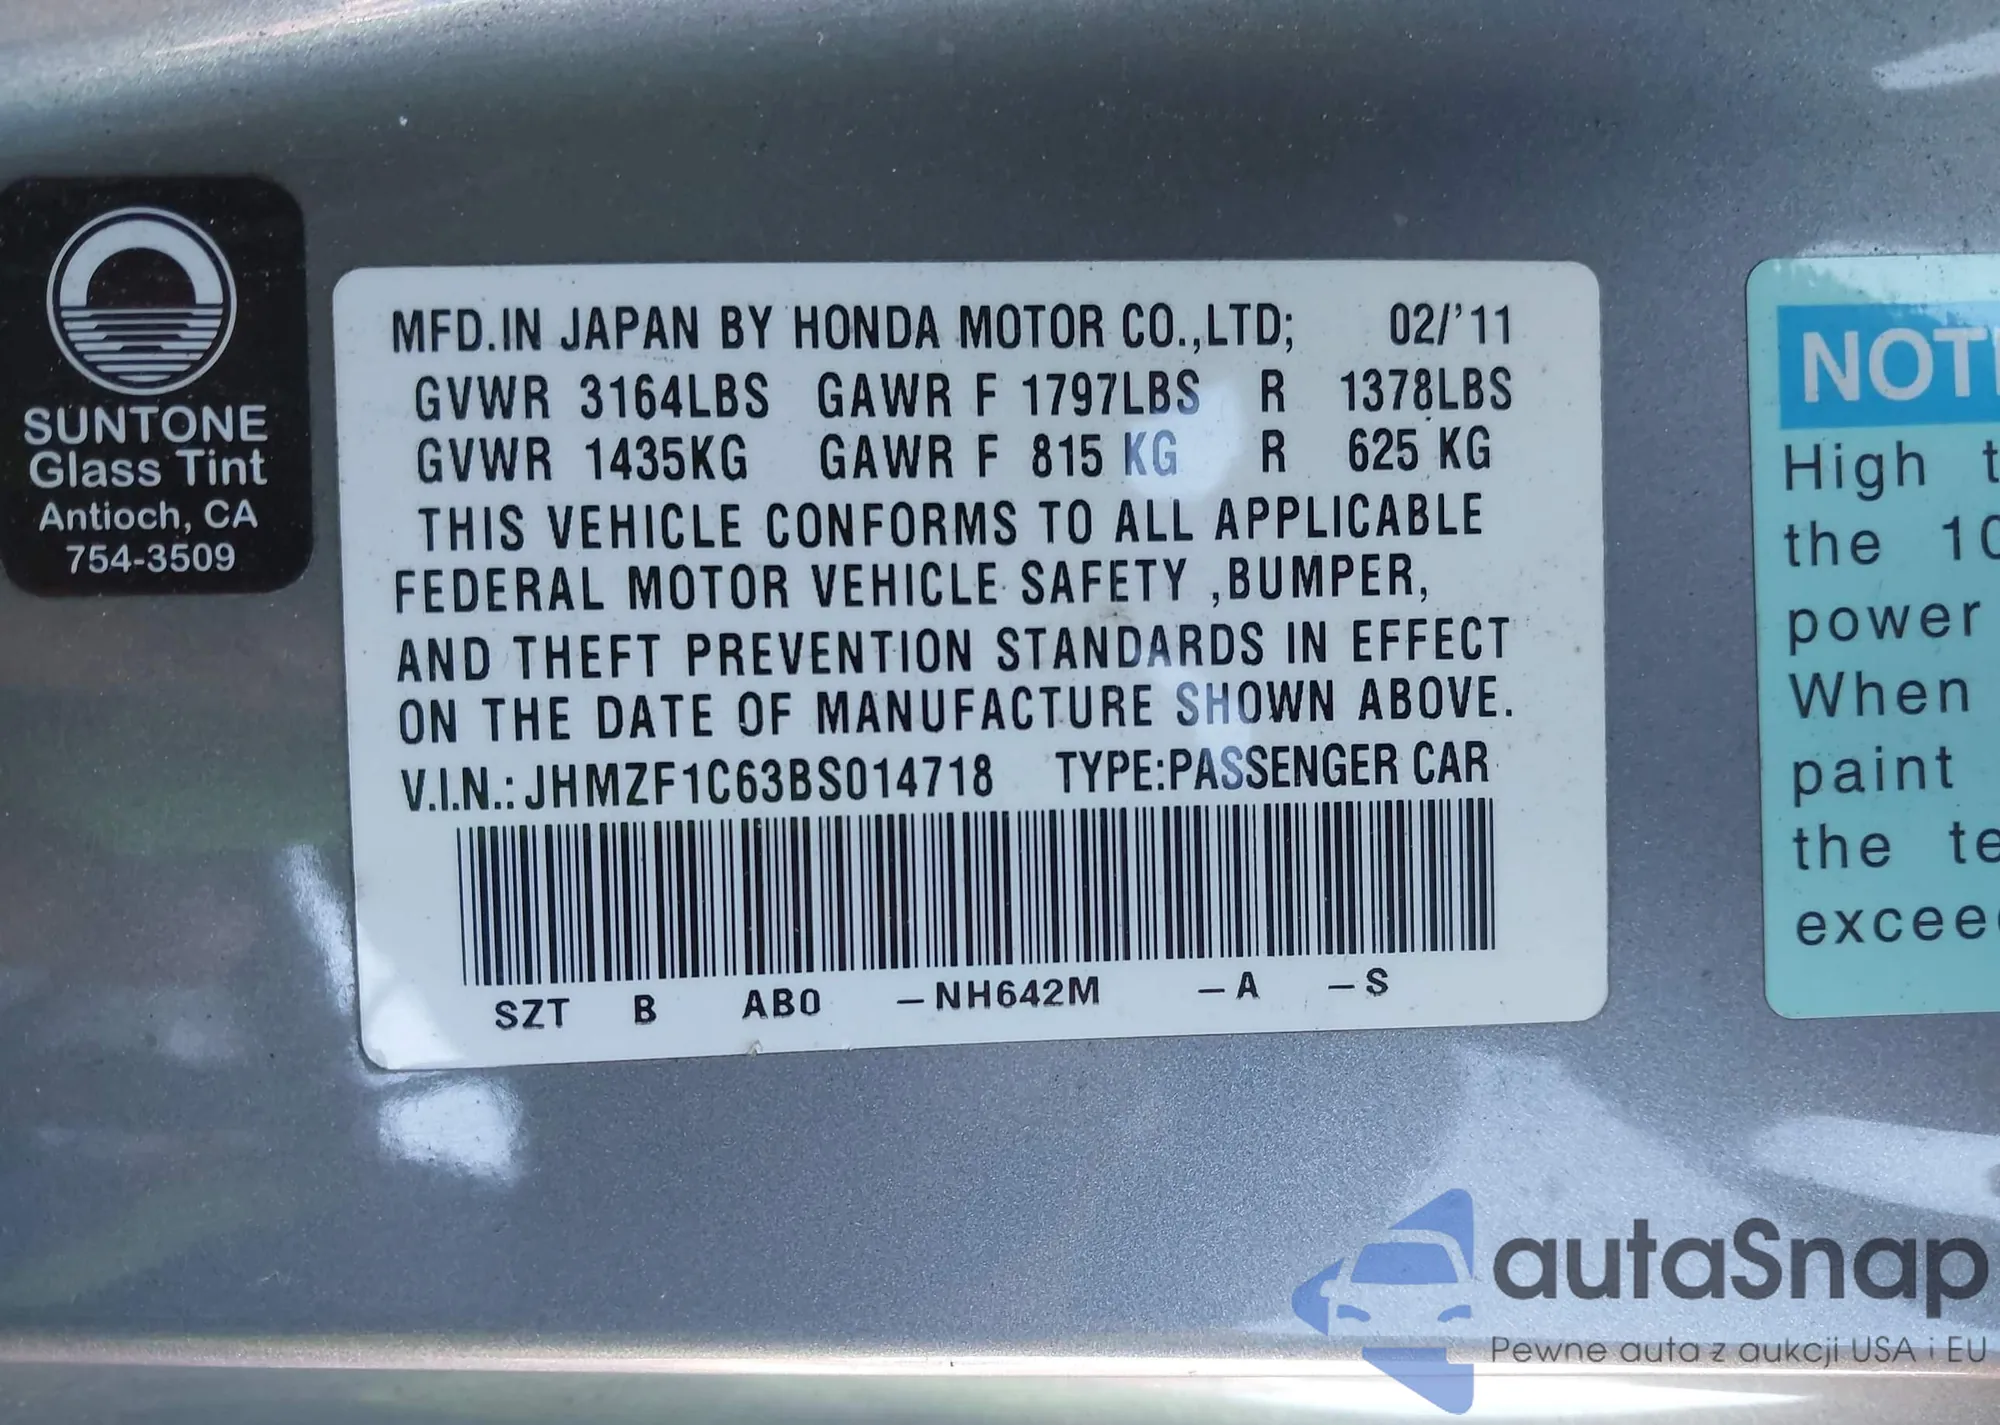 SUNTONE
Glass Tint
Antioch, CA
754-3509
MFD.IN JAPAN BY HONDA MOTOR CO.,LTD; 02/'11
GVWR 3164LBS GAWR F 1797LBS R 1378LBS
GVWR 1435KG GAWR F 815 KG R 625 KG
THIS VEHICLE CONFORMS TO ALL APPLICABLE
FEDERAL MOTOR VEHICLE SAFETY ,BUMPER,
AND THEFT PREVENTION STANDARDS IN EFFECT
ON THE DATE OF MANUFACTURE SHOWN ABOVE.
V.I.N.: JHMZF1C63BS014718 TYPE:PASSENGER CAR
SZT B AB0 -NH642M -A -S
High
the 10
power
When
paint
the
autaSnap
Pewne auta z aukcji USA i EU